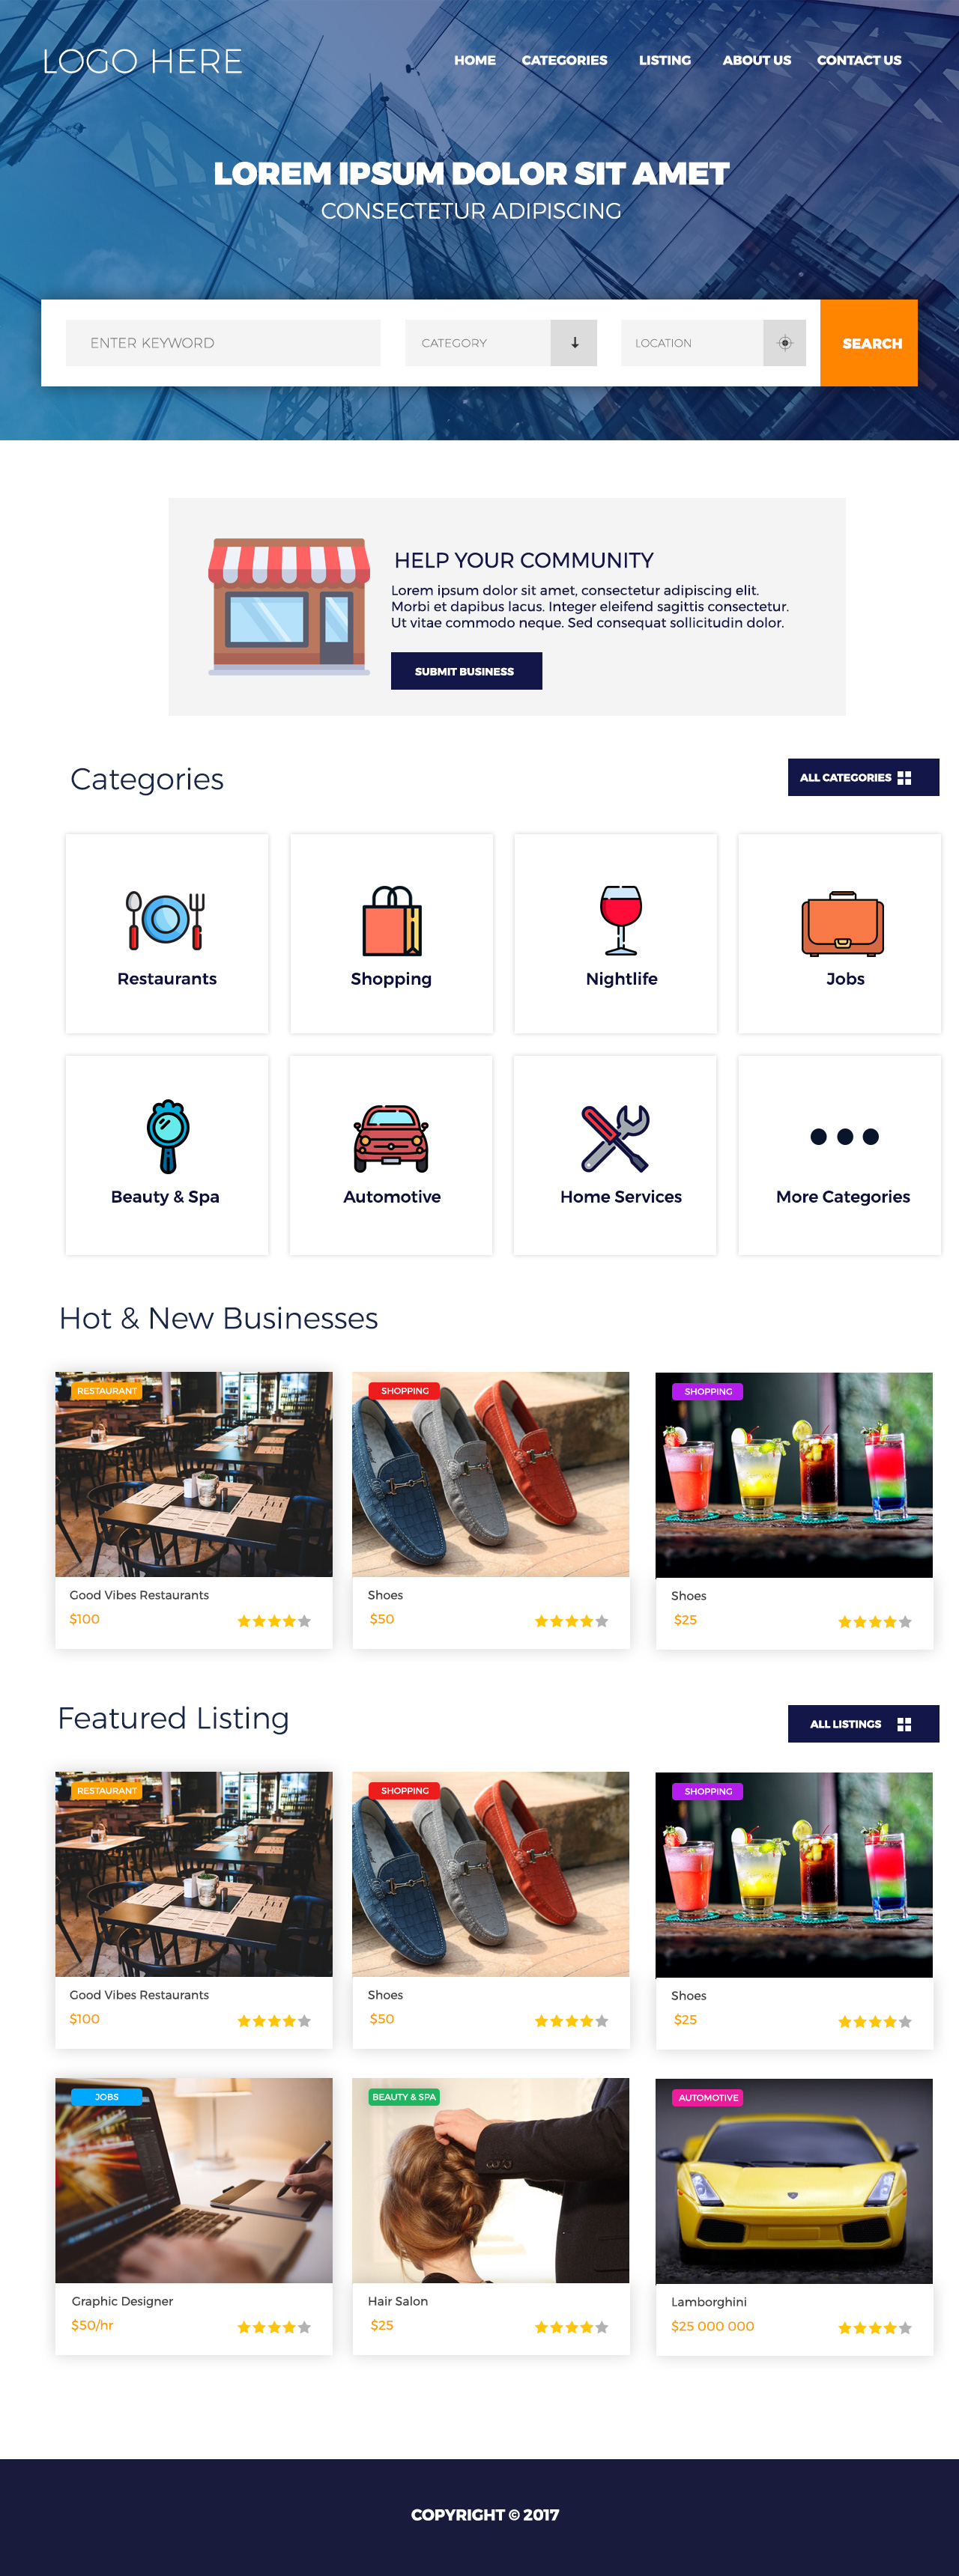 LOGO HERE
HOME CATEGORIES LISTING ABOUT US CONTACT US
LOREM IPSUM DOLOR SIT AMET
CONSECTETUR ADIPISCING
ENTER KEYWORD CATEGORY LOCATION SEARCH
HELP YOUR COMMUNITY
Lorem ipsum dolor sit amet, consectetur adipiscing elit.
Morbi et dapibus lacus. Integer eleifend sagittis consectetur.
Ut vitae commodo neque. Sed consequat sollicitudin dolor.
SUBMIT BUSINESS
Categories
ALL CATEGORIES
Restaurants Shopping Nightlife Jobs
Beauty & Spa Automotive Home Services More Categories
Hot & New Businesses
RESTAURANT SHOPPING SHOPPING
Good Vibes Restaurants Shoes Shoes
$100 $50 $25
Featured Listing
ALL LISTINGS
RESTAURANT SHOPPING SHOPPING
Good Vibes Restaurants Shoes Shoes
$100 $50 $25
JOBS BEAUTY & SPA AUTOMOTIVE
Graphic Designer Hair Salon Lamborghini
$50/hr $25 $25 000 000
COPYRIGHT © 2017